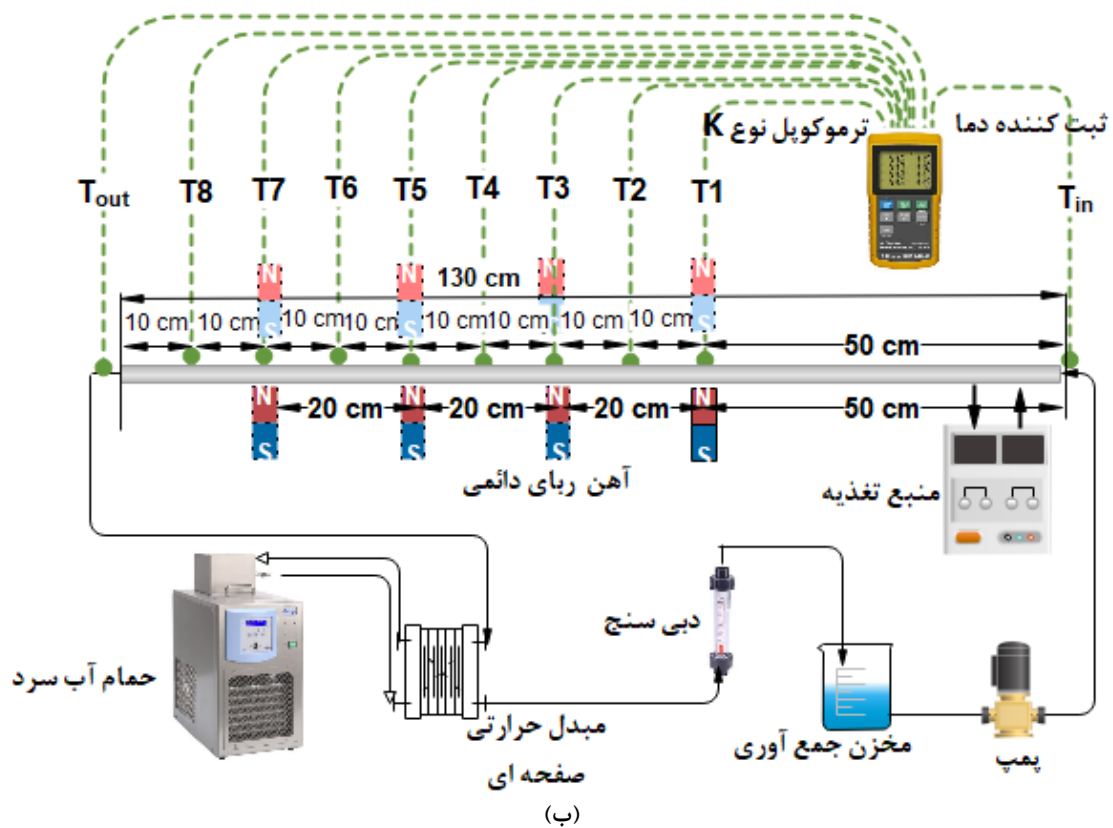 ترموکوپل نوع K
ثبت کننده دما
T_out
T8
T7
T6
T5
T4
T3
T2
T1
T_in
N
N
N
N
130 cm
S
S
S
10 cm
10 cm
10 cm
10 cm
10 cm
10 cm
10 cm
10 cm
50 cm
N
N
N
N
20 cm
20 cm
20 cm
50 cm
S
S
S
S
آهن ربای دائمی
منبع تغذیه
دبی سنج
حمام آب سرد
مبدل حرارتی
صفحه ای
مخزن جمع آوری
پمپ
(ب)